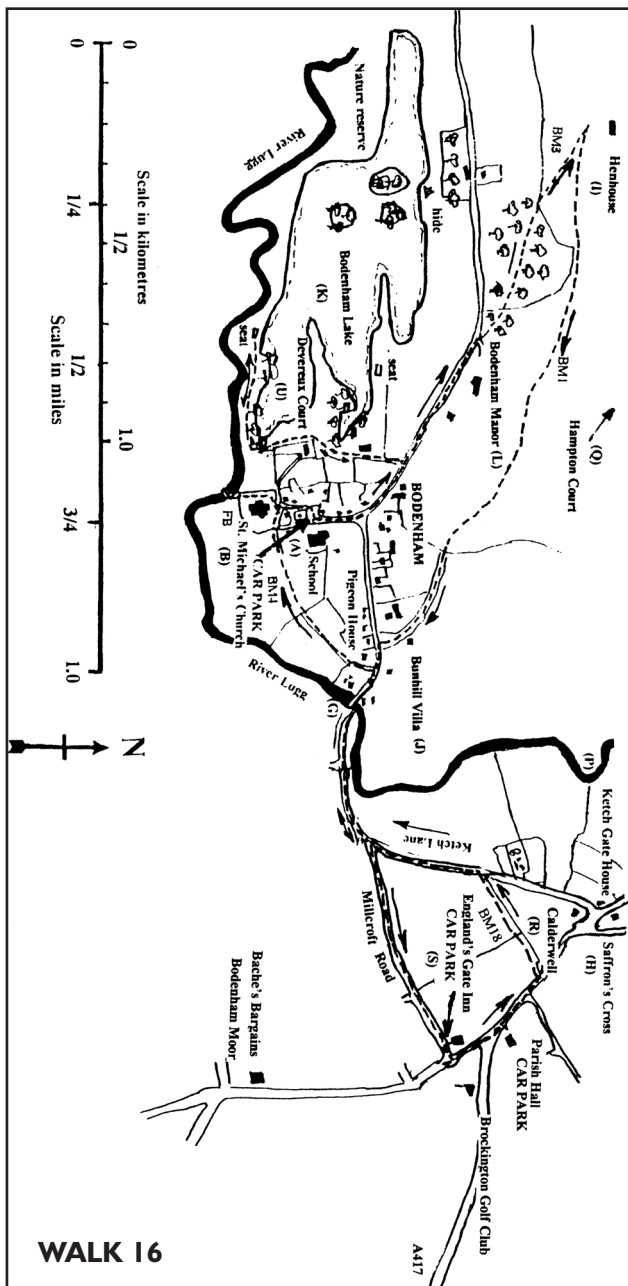 0
0
1/4
1/2
1/2
1.0
3/4
1.0
Scale in kilometres
Scale in miles
River Lugg
Nature reserve
hide
Bodenham Lake
(K)
seat
seat
Devereux Court
(U)
BM3
Henhouse
(I)
BM1
Hampton Court
(Q)
Bodenham Manor (L)
BODENHAM
(A)
School
CAR PARK
St. Michael's Church
(B)
FB
BM4
Pigeon House
River Lugg
(G)
Bunhill Villa (J)
N
(P)
Ketch Lane
Ketch Gate House
Saffron's Cross
(H)
Calderwell
(R)
BM18
England's Gate Inn
CAR PARK
(S)
Millcroft Road
Parish Hall
CAR PARK
Brockington Golf Club
Bache's Bargains
Bodenham Moor
A417
WALK 16